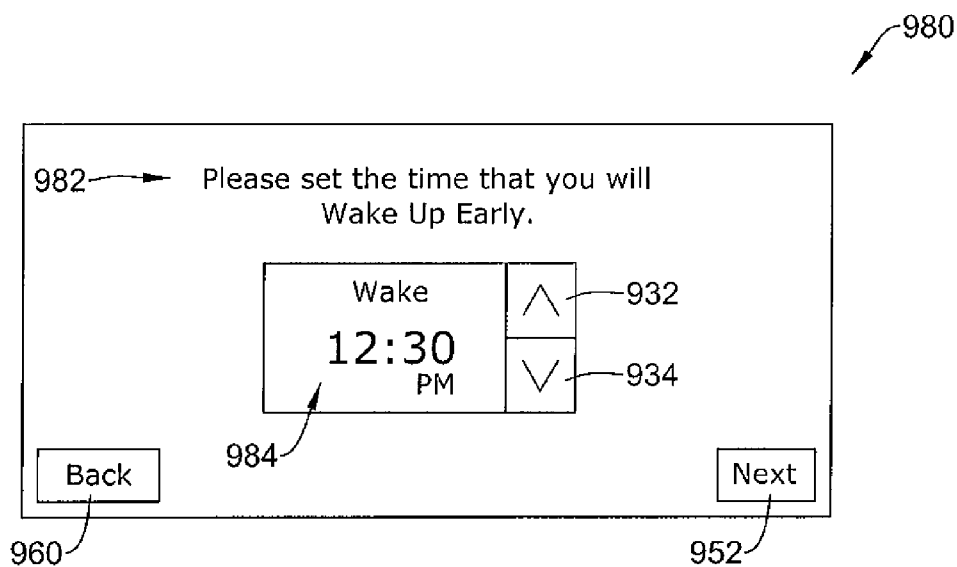 980
982 Please set the time that you will
Wake Up Early.
Wake
932
12:30
PM
934
984
Back
Next
960
952